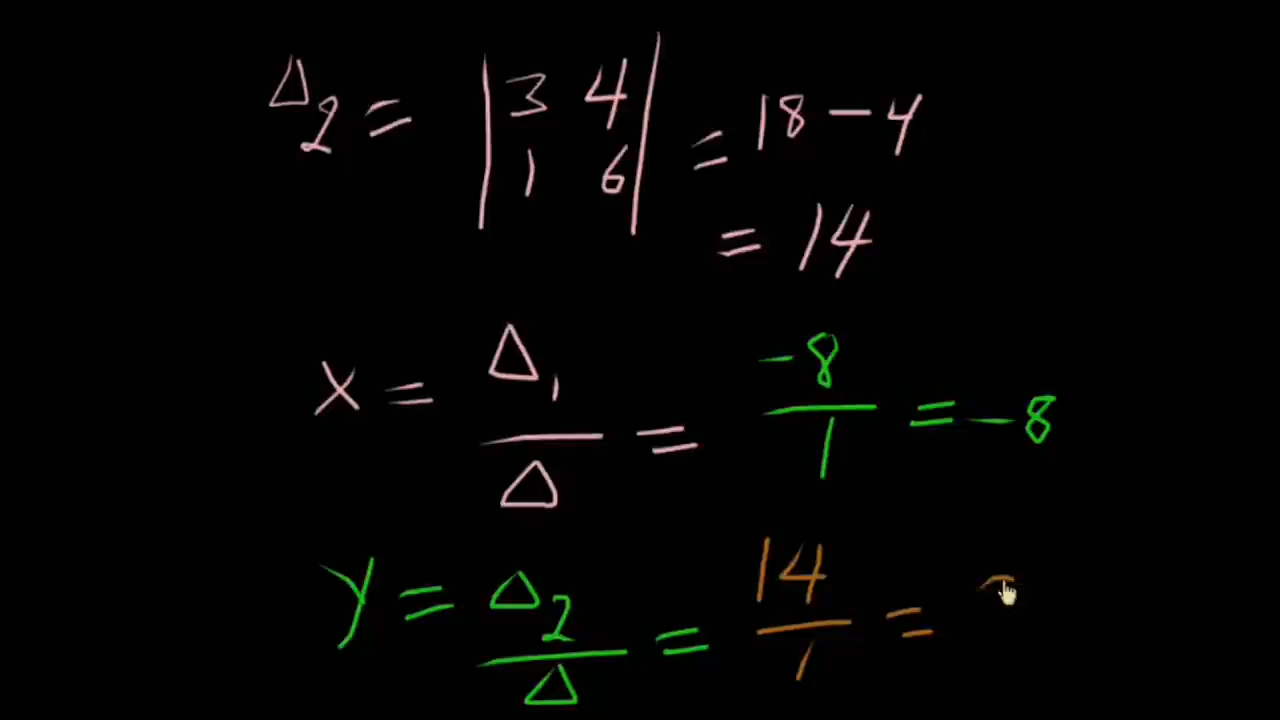 Δ₂ = | 3 4 | = 18 - 4
| 1 6 |
= 14
x = Δ₁/Δ = -8/1 = -8
y = Δ₂/Δ = 14/1 =